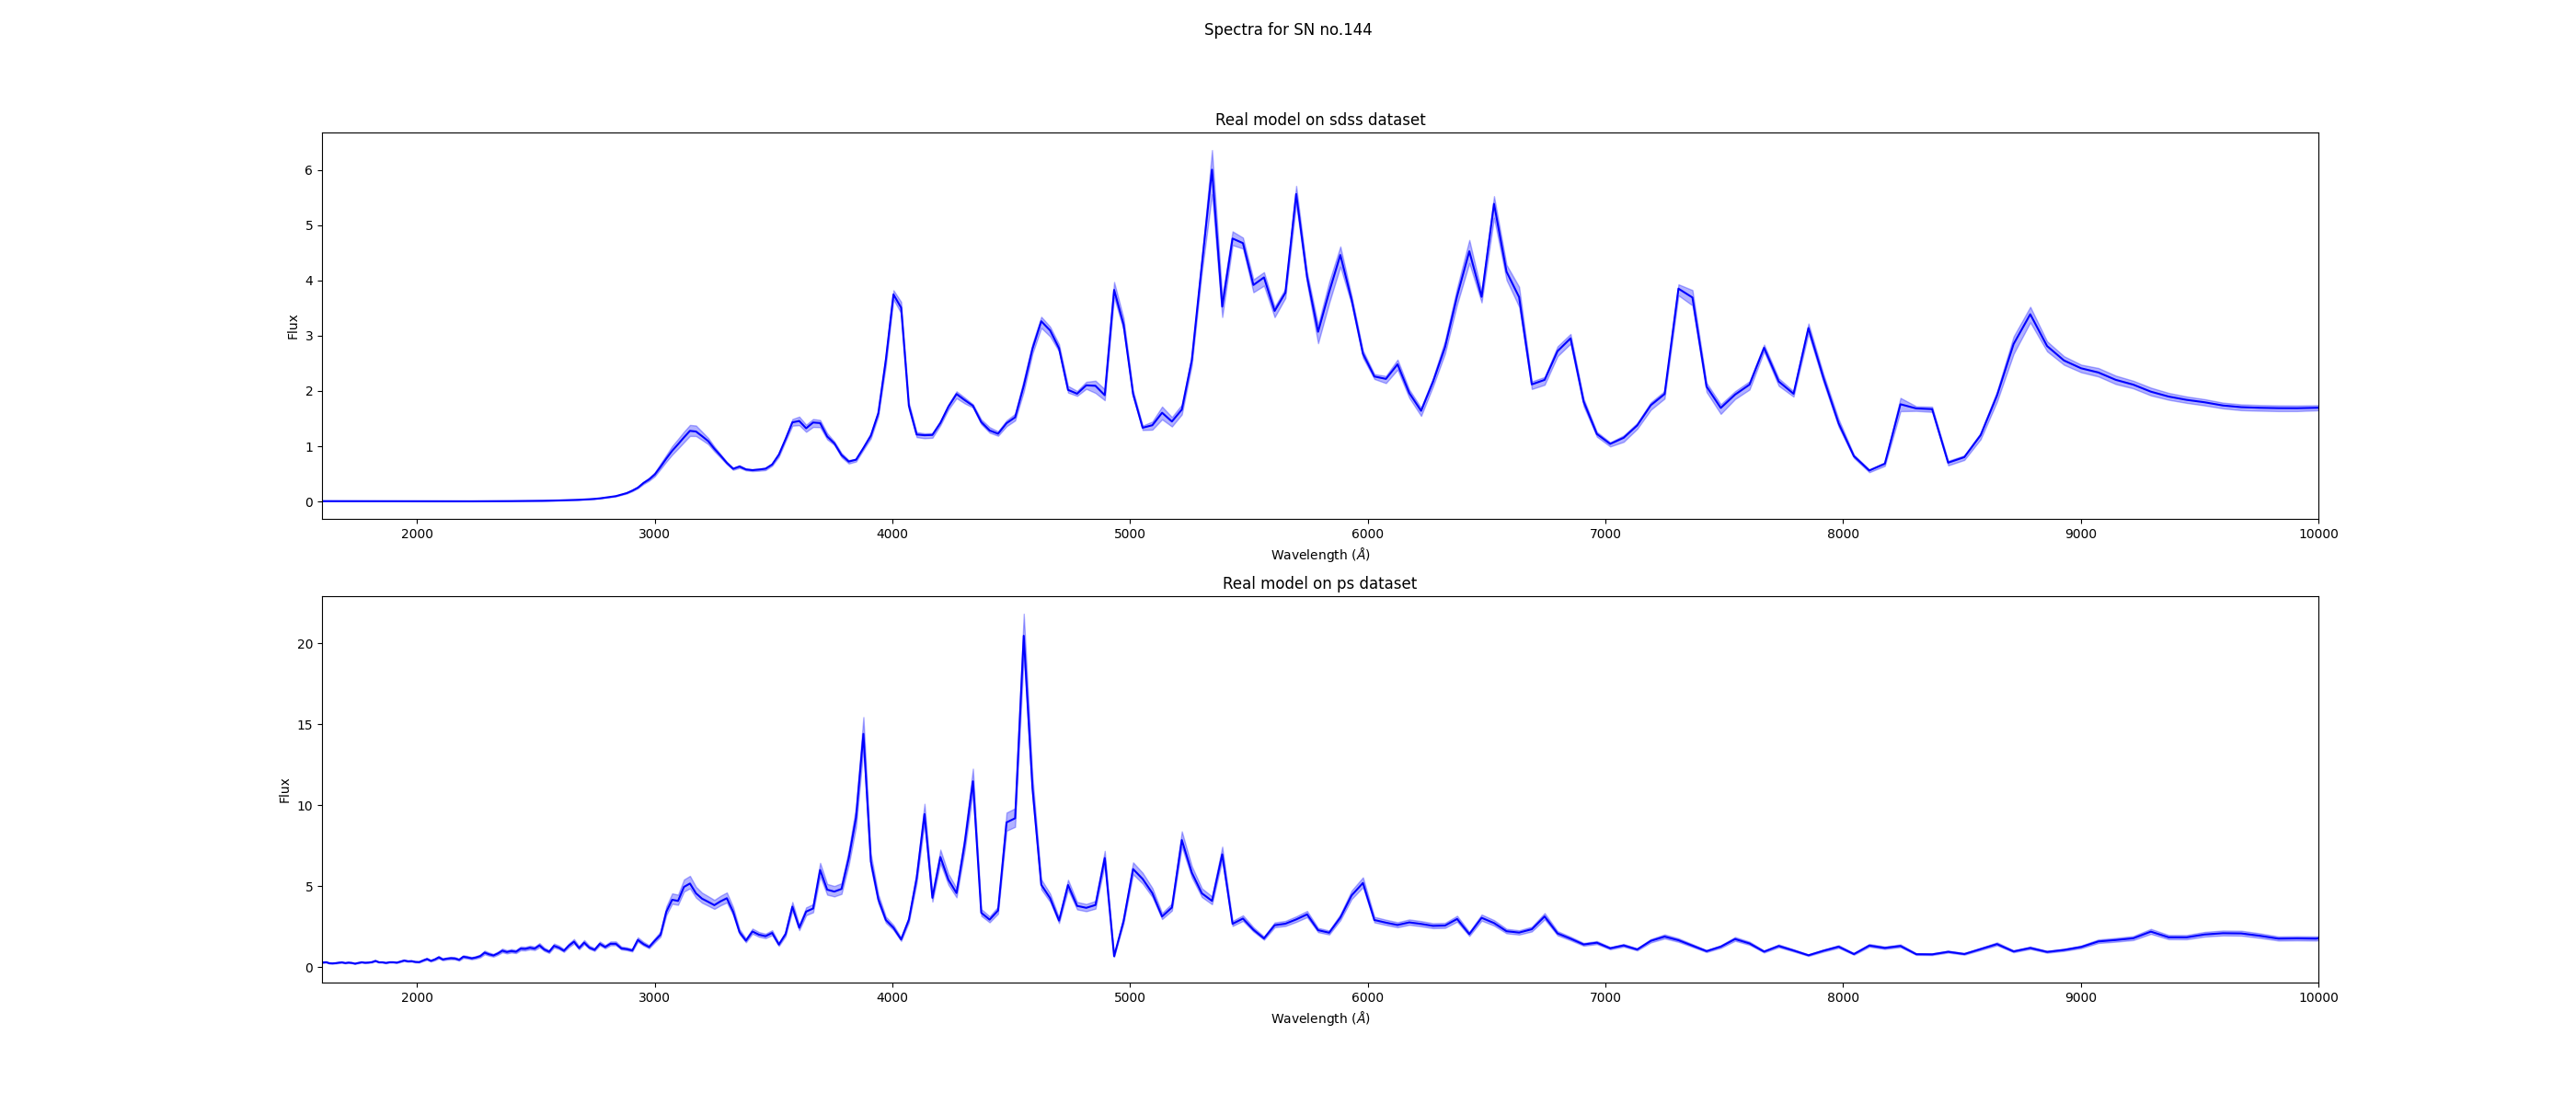 Spectra for SN no.144
Real model on sdss dataset
Flux
6
5
4
3
2
1
0
2000 3000 4000 5000 6000 7000 8000 9000 10000
Wavelength (Å)
Real model on ps dataset
Flux
20
15
10
5
0
2000 3000 4000 5000 6000 7000 8000 9000 10000
Wavelength (Å)